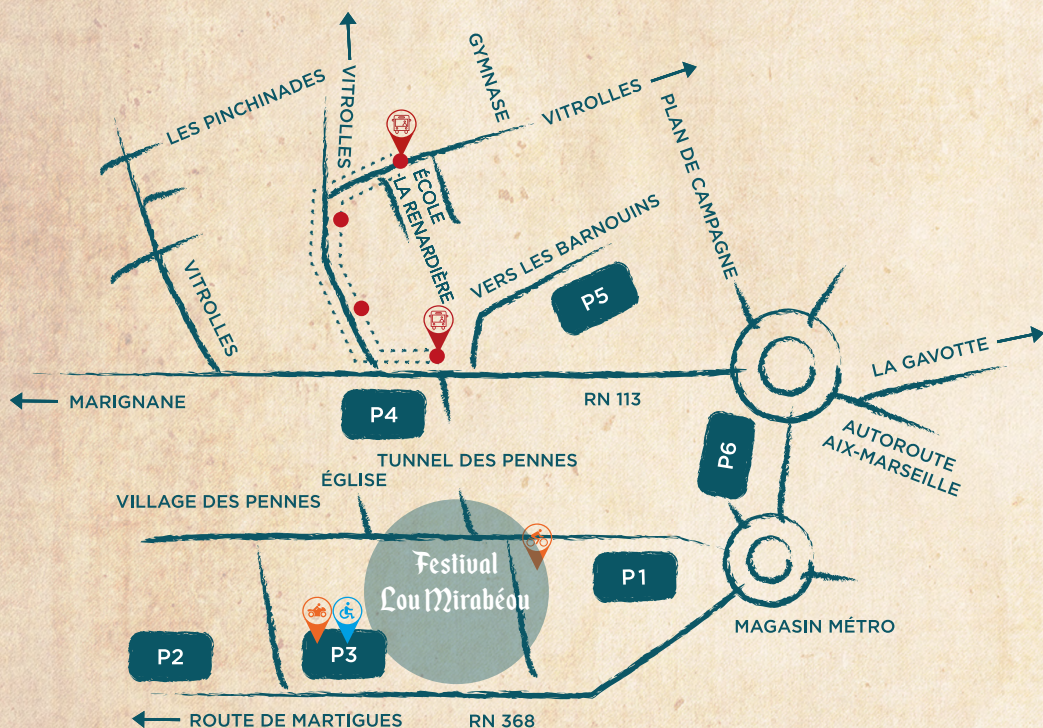 LES PINCHINADES
VITROLLES
GYMNASE
VITROLLES
PLAN DE CAMPAGNE
ÉCOLE
LA RENARDIÈRE
VERS LES BARNOUINS
VITROLLES
P5
LA GAVOTTE
MARIGNANE
P4
RN 113
AUTOROUTE
AIX-MARSEILLE
P6
TUNNEL DES PENNES
ÉGLISE
VILLAGE DES PENNES
Festival
Lou Mirabéou
P1
MAGASIN MÉTRO
P2
P3
ROUTE DE MARTIGUES
RN 368